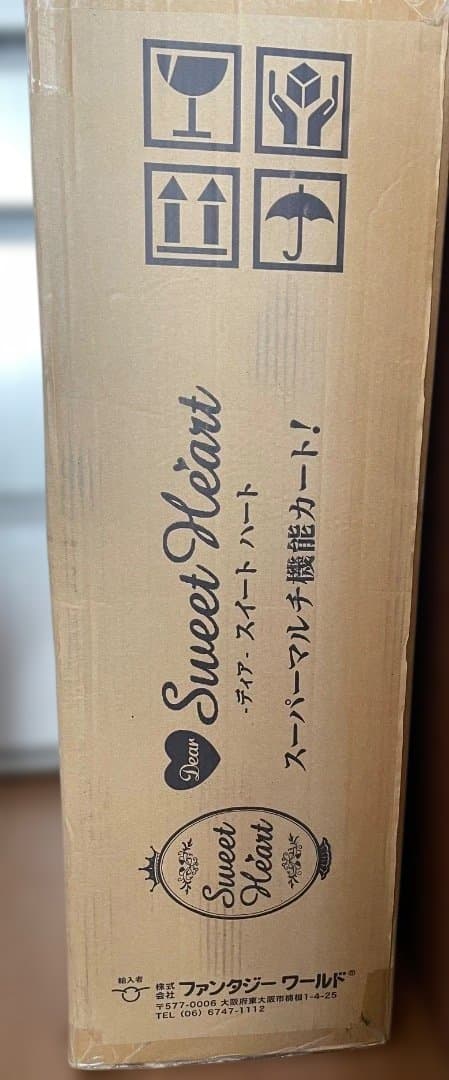 Dear Sweet Heart
-ディア- スイート ハート
スーパーマルチ機能カート!
Sweet
Heart
輸入者
株式会社 ファンタジー ワールド®
〒577-0006 大阪府東大阪市楠根1-4-25
TEL (06) 6747-1112